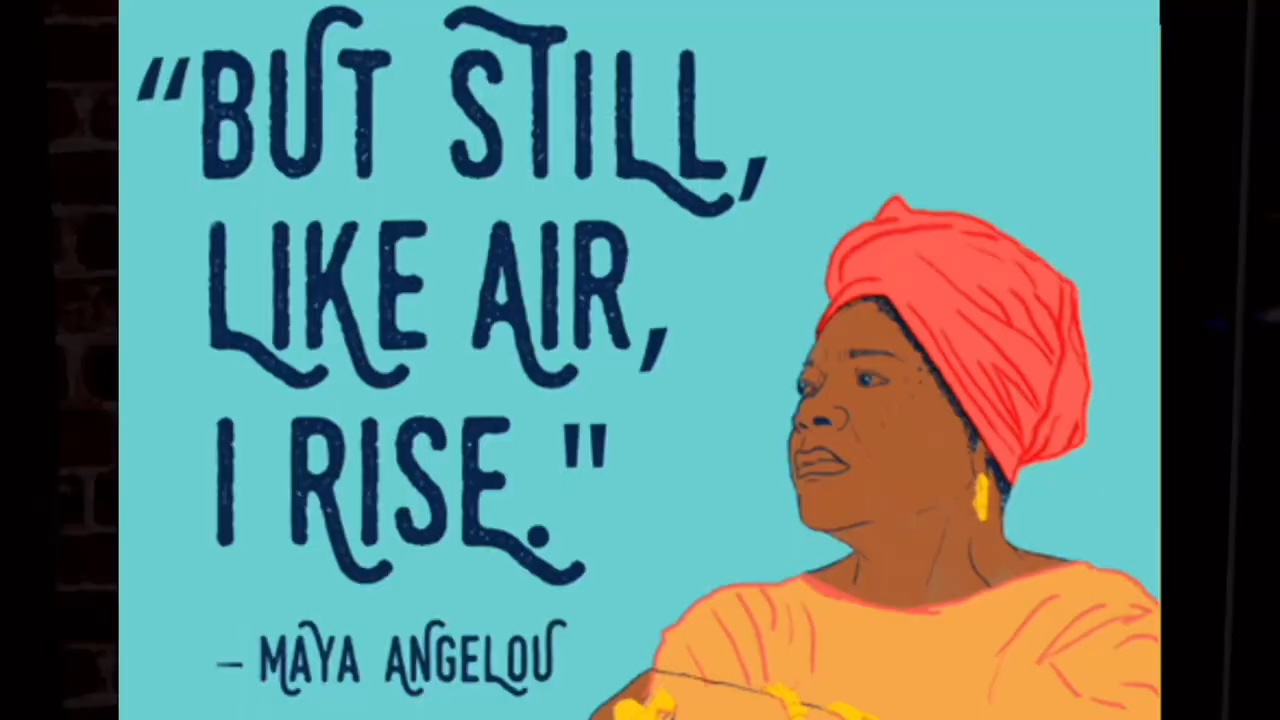 “BUT STILL,
LIKE AIR,
I RISE."
– MAYA ANGELOU